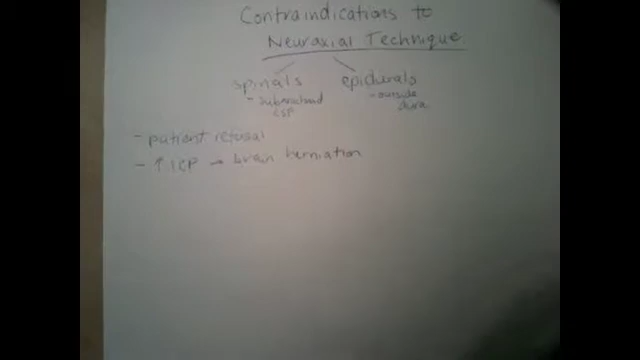 Contraindications to
Neuraxial Technique
spinals epidurals
- subarachnoid - outside
CSF dura
- patient refusal
- ↑ ICP → brain herniation